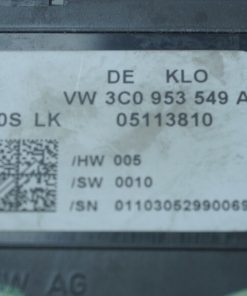 DE KLO
VW 3C0 953 549 A
0S LK 05113810
/HW 005
/SW 0010
/SN 01103052990069
W AG